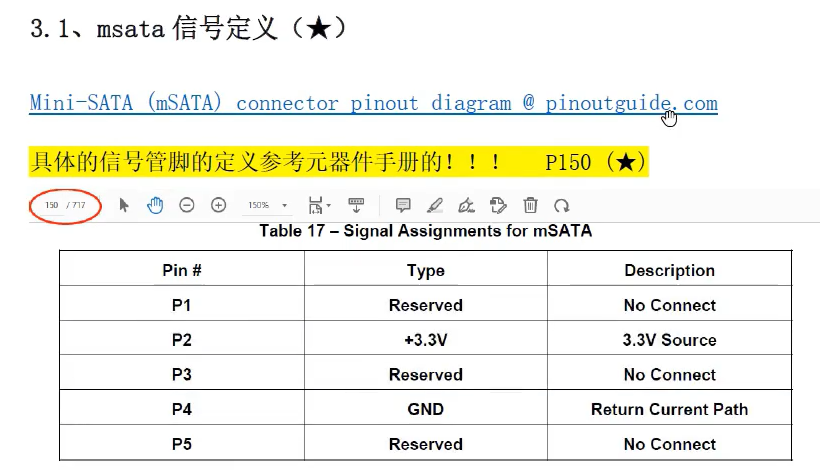 3.1、msata 信号定义（★）
Mini-SATA (mSATA) connector pinout diagram @ pinoutguide.com
具体的信号管脚的定义参考元器件手册的！！！ P150（★）
150 / 717 150%
Table 17 – Signal Assignments for mSATA
Pin # Type Description
P1 Reserved No Connect
P2 +3.3V 3.3V Source
P3 Reserved No Connect
P4 GND Return Current Path
P5 Reserved No Connect